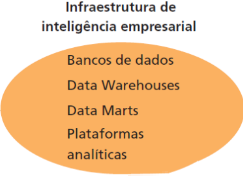 Infraestrutura de
inteligência empresarial
Bancos de dados
Data Warehouses
Data Marts
Plataformas
analíticas